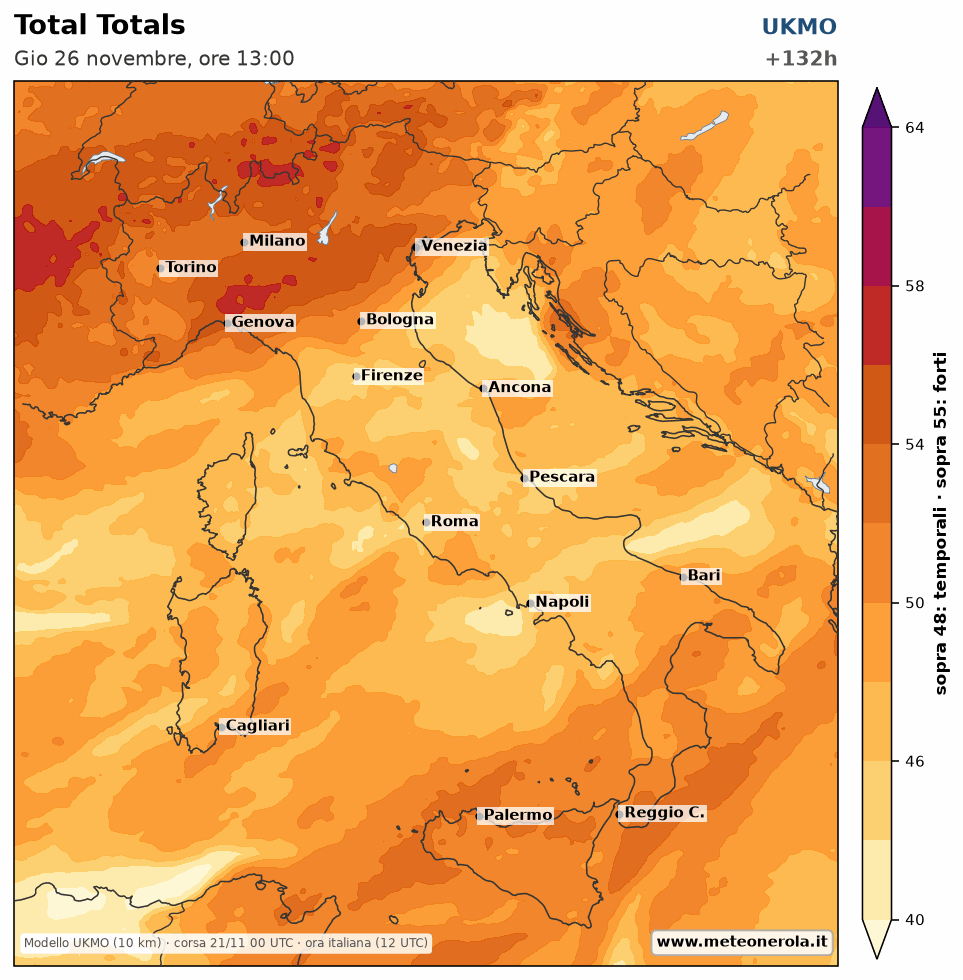 Total Totals
UKMO
Gio 26 novembre, ore 13:00
+132h
64
58
54
50
46
40
sopra 48: temporali · sopra 55: forti
Milano
Venezia
Torino
Genova
Bologna
Firenze
Ancona
Pescara
Roma
Bari
Napoli
Cagliari
Palermo
Reggio C.
Modello UKMO (10 km) · corsa 21/11 00 UTC · ora italiana (12 UTC)
www.meteonerola.it